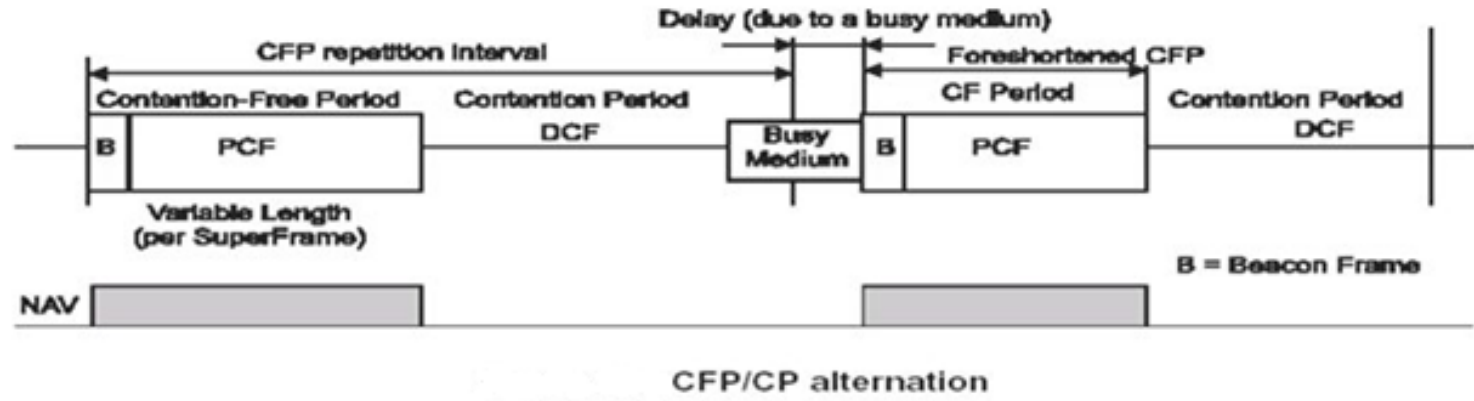 Delay (due to a busy medium)
CFP repetition interval
Foreshortened CFP
Contention-Free Period
Contention Period
CF Period
Contention Period
B
PCF
DCF
Busy
Medium
B
PCF
DCF
Variable Length
(per SuperFrame)
B = Beacon Frame
NAV
CFP/CP alternation